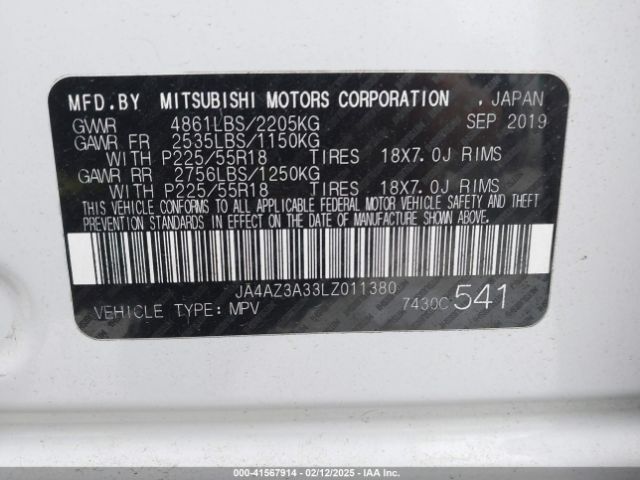 MFD.BY MITSUBISHI MOTORS CORPORATION , JAPAN
GVWR 4861LBS/2205KG SEP 2019
GAWR FR 2535LBS/1150KG
WITH P225/55R18 TIRES 18X7.0J RIMS
GAWR RR 2756LBS/1250KG
WITH P225/55R18 TIRES 18X7.0J RIMS
THIS VEHICLE CONFORMS TO ALL APPLICABLE FEDERAL MOTOR VEHICLE SAFETY AND THEFT
PREVENTION STANDARDS IN EFFECT ON THE DATE OF MANUFACTURE SHOWN ABOVE.
JA4AZ3A33LZ011380
VEHICLE TYPE: MPV 7430C 541
000-41567914 - 02/12/2025 - IAA Inc.